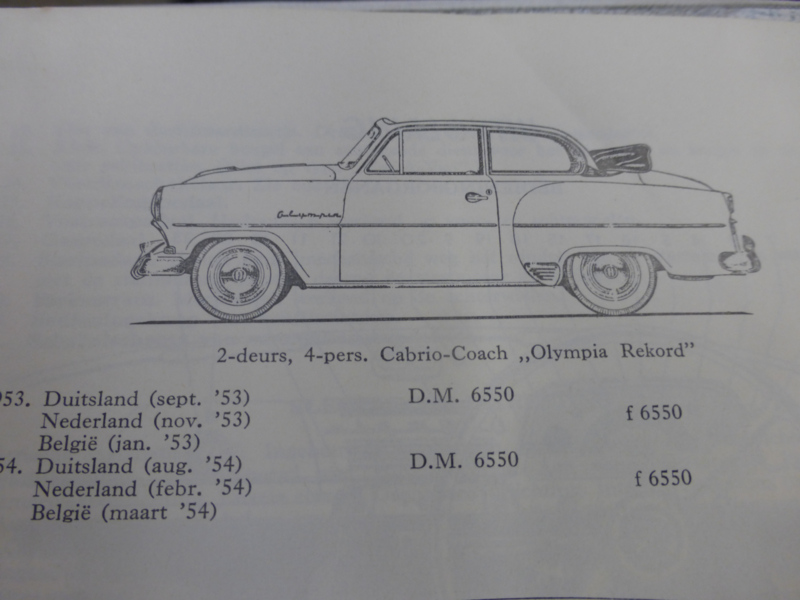 Olympia
2-deurs, 4-pers. Cabrio-Coach „Olympia Rekord”
953. Duitsland (sept. ’53) D.M. 6550
Nederland (nov. ’53) f 6550
België (jan. ’53)
54. Duitsland (aug. ’54) D.M. 6550
Nederland (febr. ’54) f 6550
België (maart ’54)